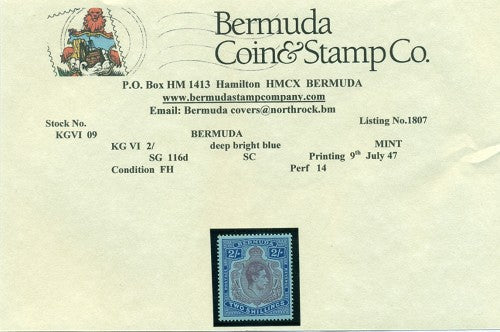 Bermuda
Coin & Stamp Co.
P.O. Box HM 1413 Hamilton HMCX BERMUDA
www.bermudastampcompany.com
Email: Bermuda covers@northrock.bm
Stock No. Listing No.1807
KGVI 09 BERMUDA
KG VI 2/ deep bright blue MINT
SG 116d SC Printing 9th July 47
Condition FH Perf 14
BERMUDA
2/- 2/-
TWO SHILLINGS